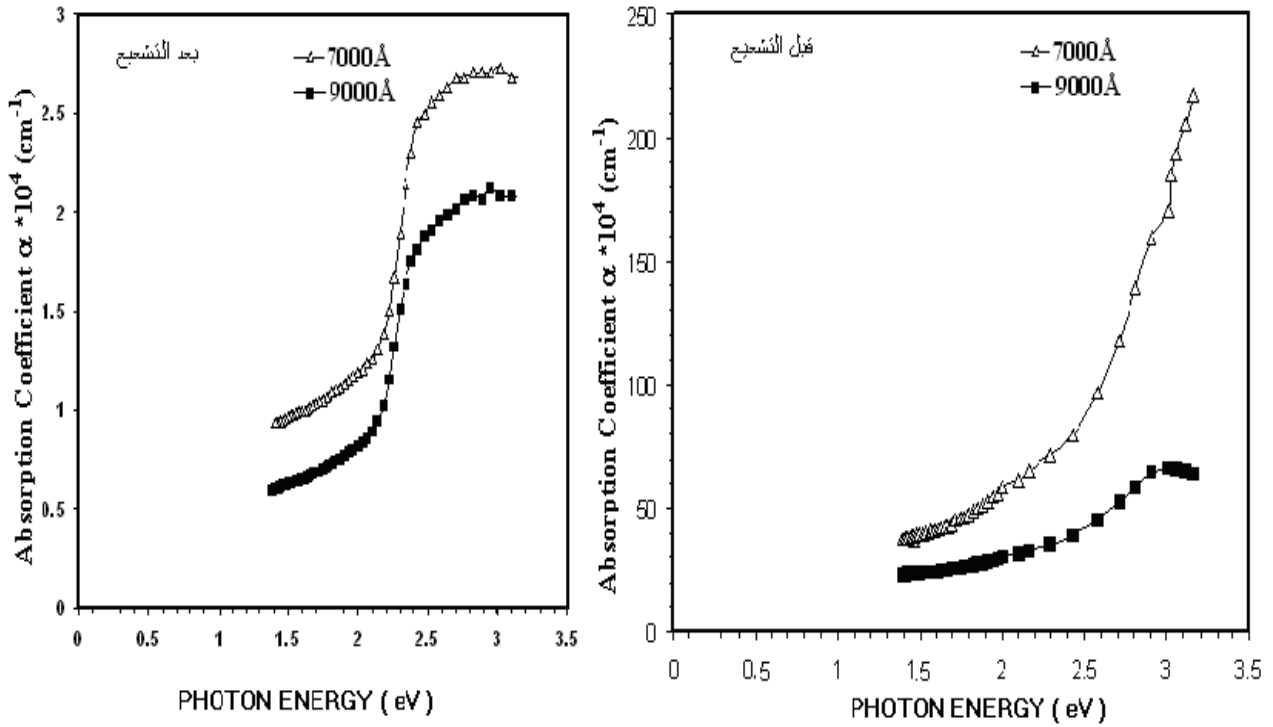 بعد التشعيع
7000Å
9000Å
Absorption Coefficient α *10⁴ (cm⁻¹)
3
2.5
2
1.5
1
0.5
0
0 0.5 1 1.5 2 2.5 3 3.5
PHOTON ENERGY ( eV )
قبل التشعيع
7000Å
9000Å
Absorption Coefficient α *10⁴ (cm⁻¹)
250
200
150
100
50
0
0 0.5 1 1.5 2 2.5 3 3.5
PHOTON ENERGY ( eV )